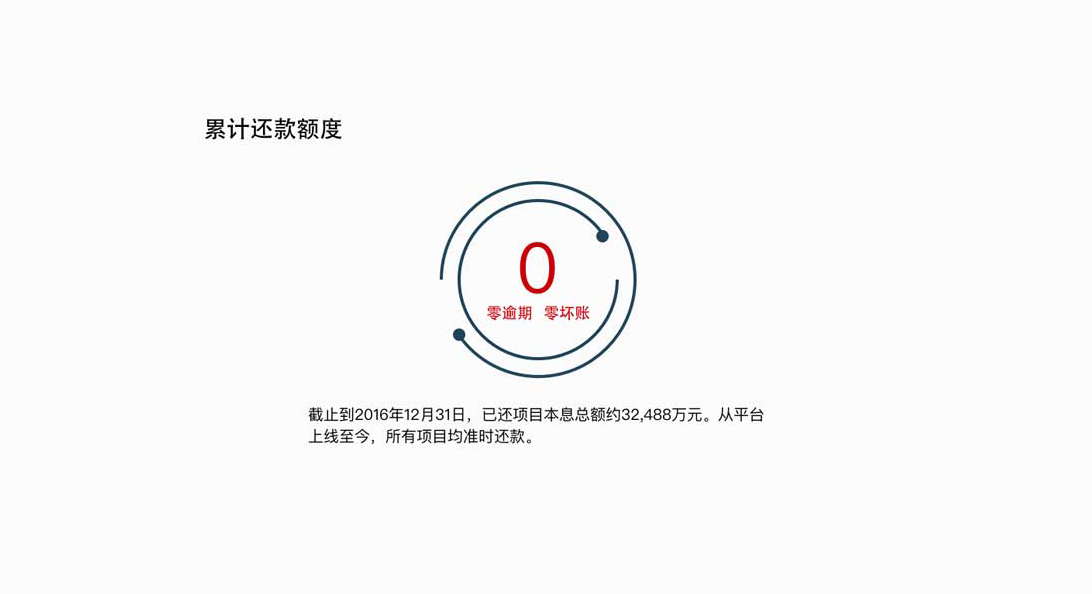 累计还款额度
0
零逾期 零坏账
截止到2016年12月31日，已还项目本息总额约32,488万元。从平台
上线至今，所有项目均准时还款。